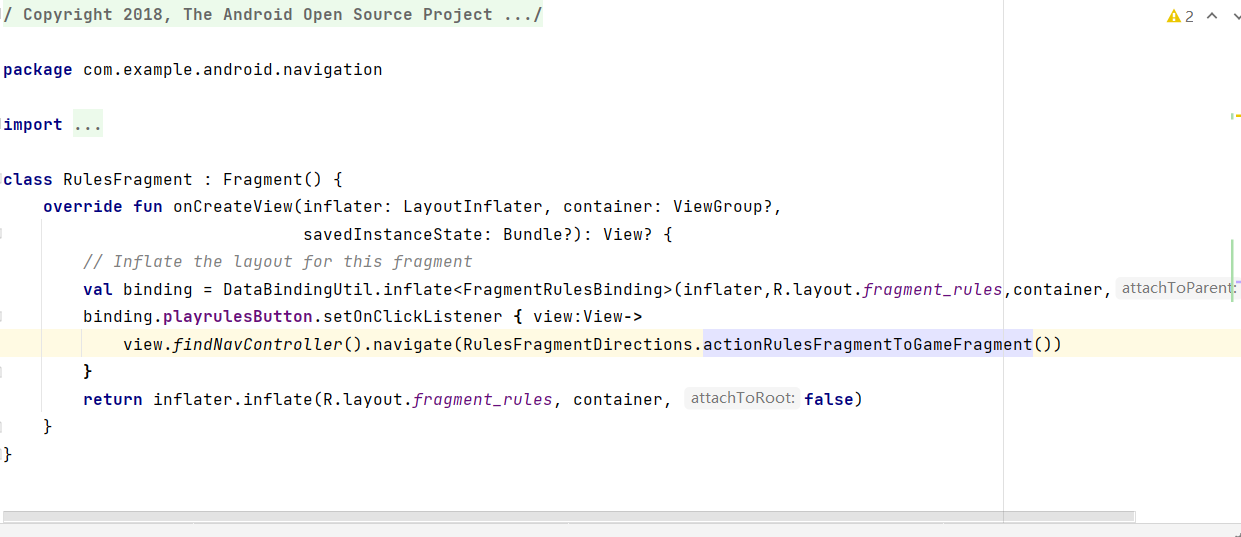 / Copyright 2018, The Android Open Source Project .../
2
package com.example.android.navigation
import ...
class RulesFragment : Fragment() {
override fun onCreateView(inflater: LayoutInflater, container: ViewGroup?,
savedInstanceState: Bundle?): View? {
// Inflate the layout for this fragment
val binding = DataBindingUtil.inflate<FragmentRulesBinding>(inflater,R.layout.fragment_rules,container, attachToParent:
binding.playrulesButton.setOnClickListener { view:View->
view.findNavController().navigate(RulesFragmentDirections.actionRulesFragmentToGameFragment())
}
return inflater.inflate(R.layout.fragment_rules, container, attachToRoot: false)
}
}